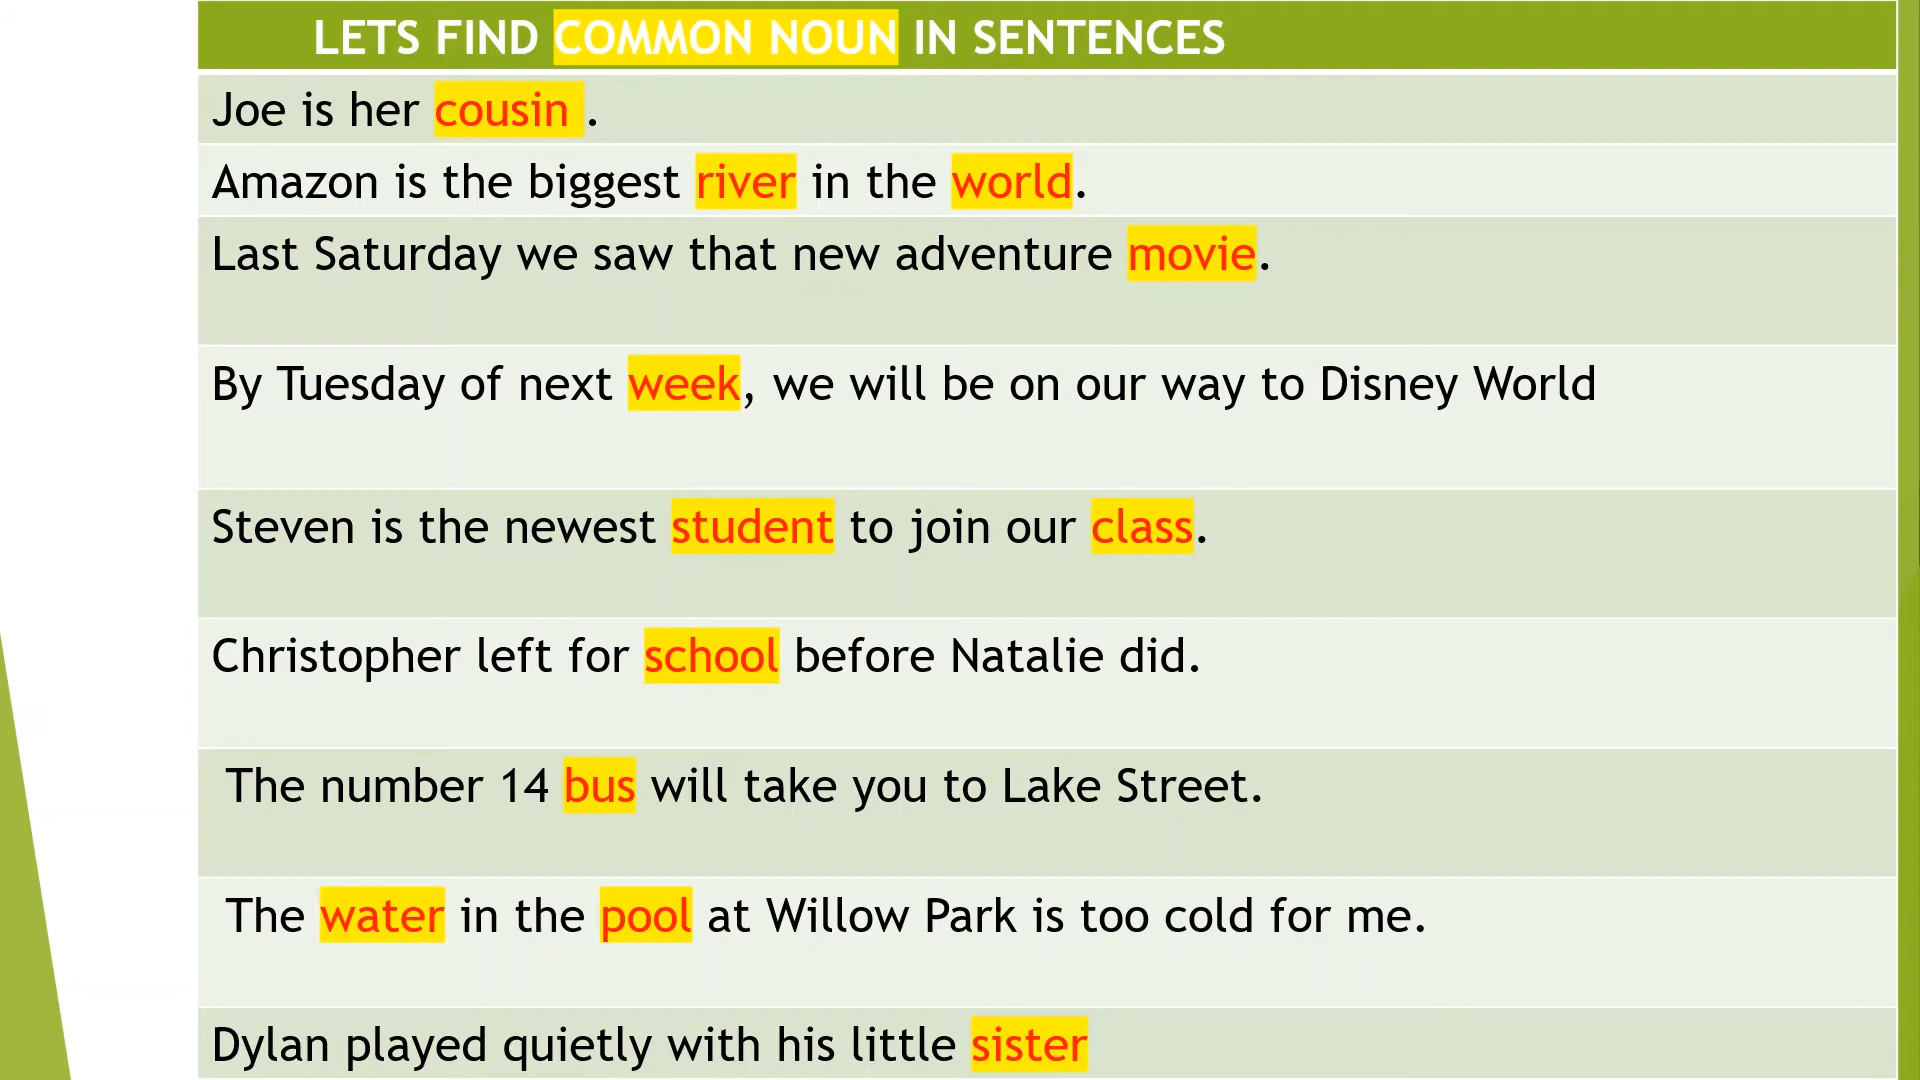 LETS FIND COMMON NOUN IN SENTENCES
Joe is her cousin .
Amazon is the biggest river in the world.
Last Saturday we saw that new adventure movie.
By Tuesday of next week, we will be on our way to Disney World
Steven is the newest student to join our class.
Christopher left for school before Natalie did.
The number 14 bus will take you to Lake Street.
The water in the pool at Willow Park is too cold for me.
Dylan played quietly with his little sister